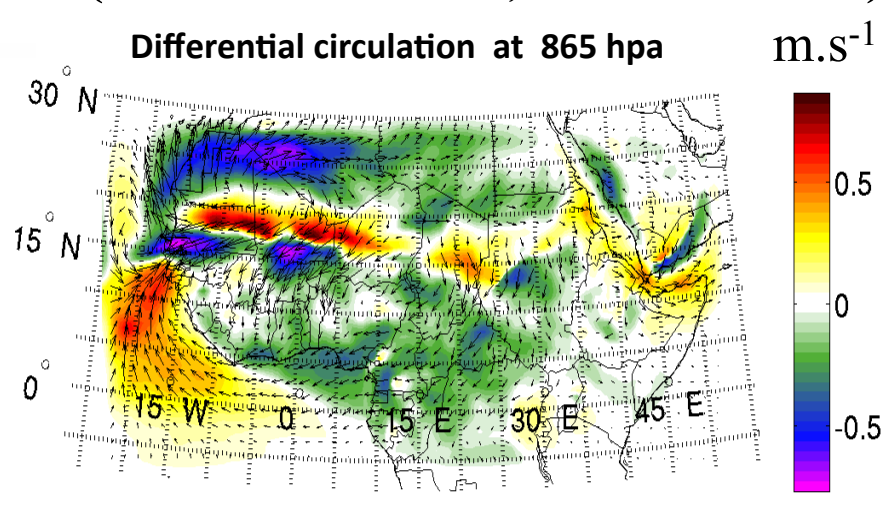 Differential circulation at 865 hpa
m.s-1
30° N
15° N
0°
15 W
0
15 E
30 E
45 E
0.5
0
-0.5